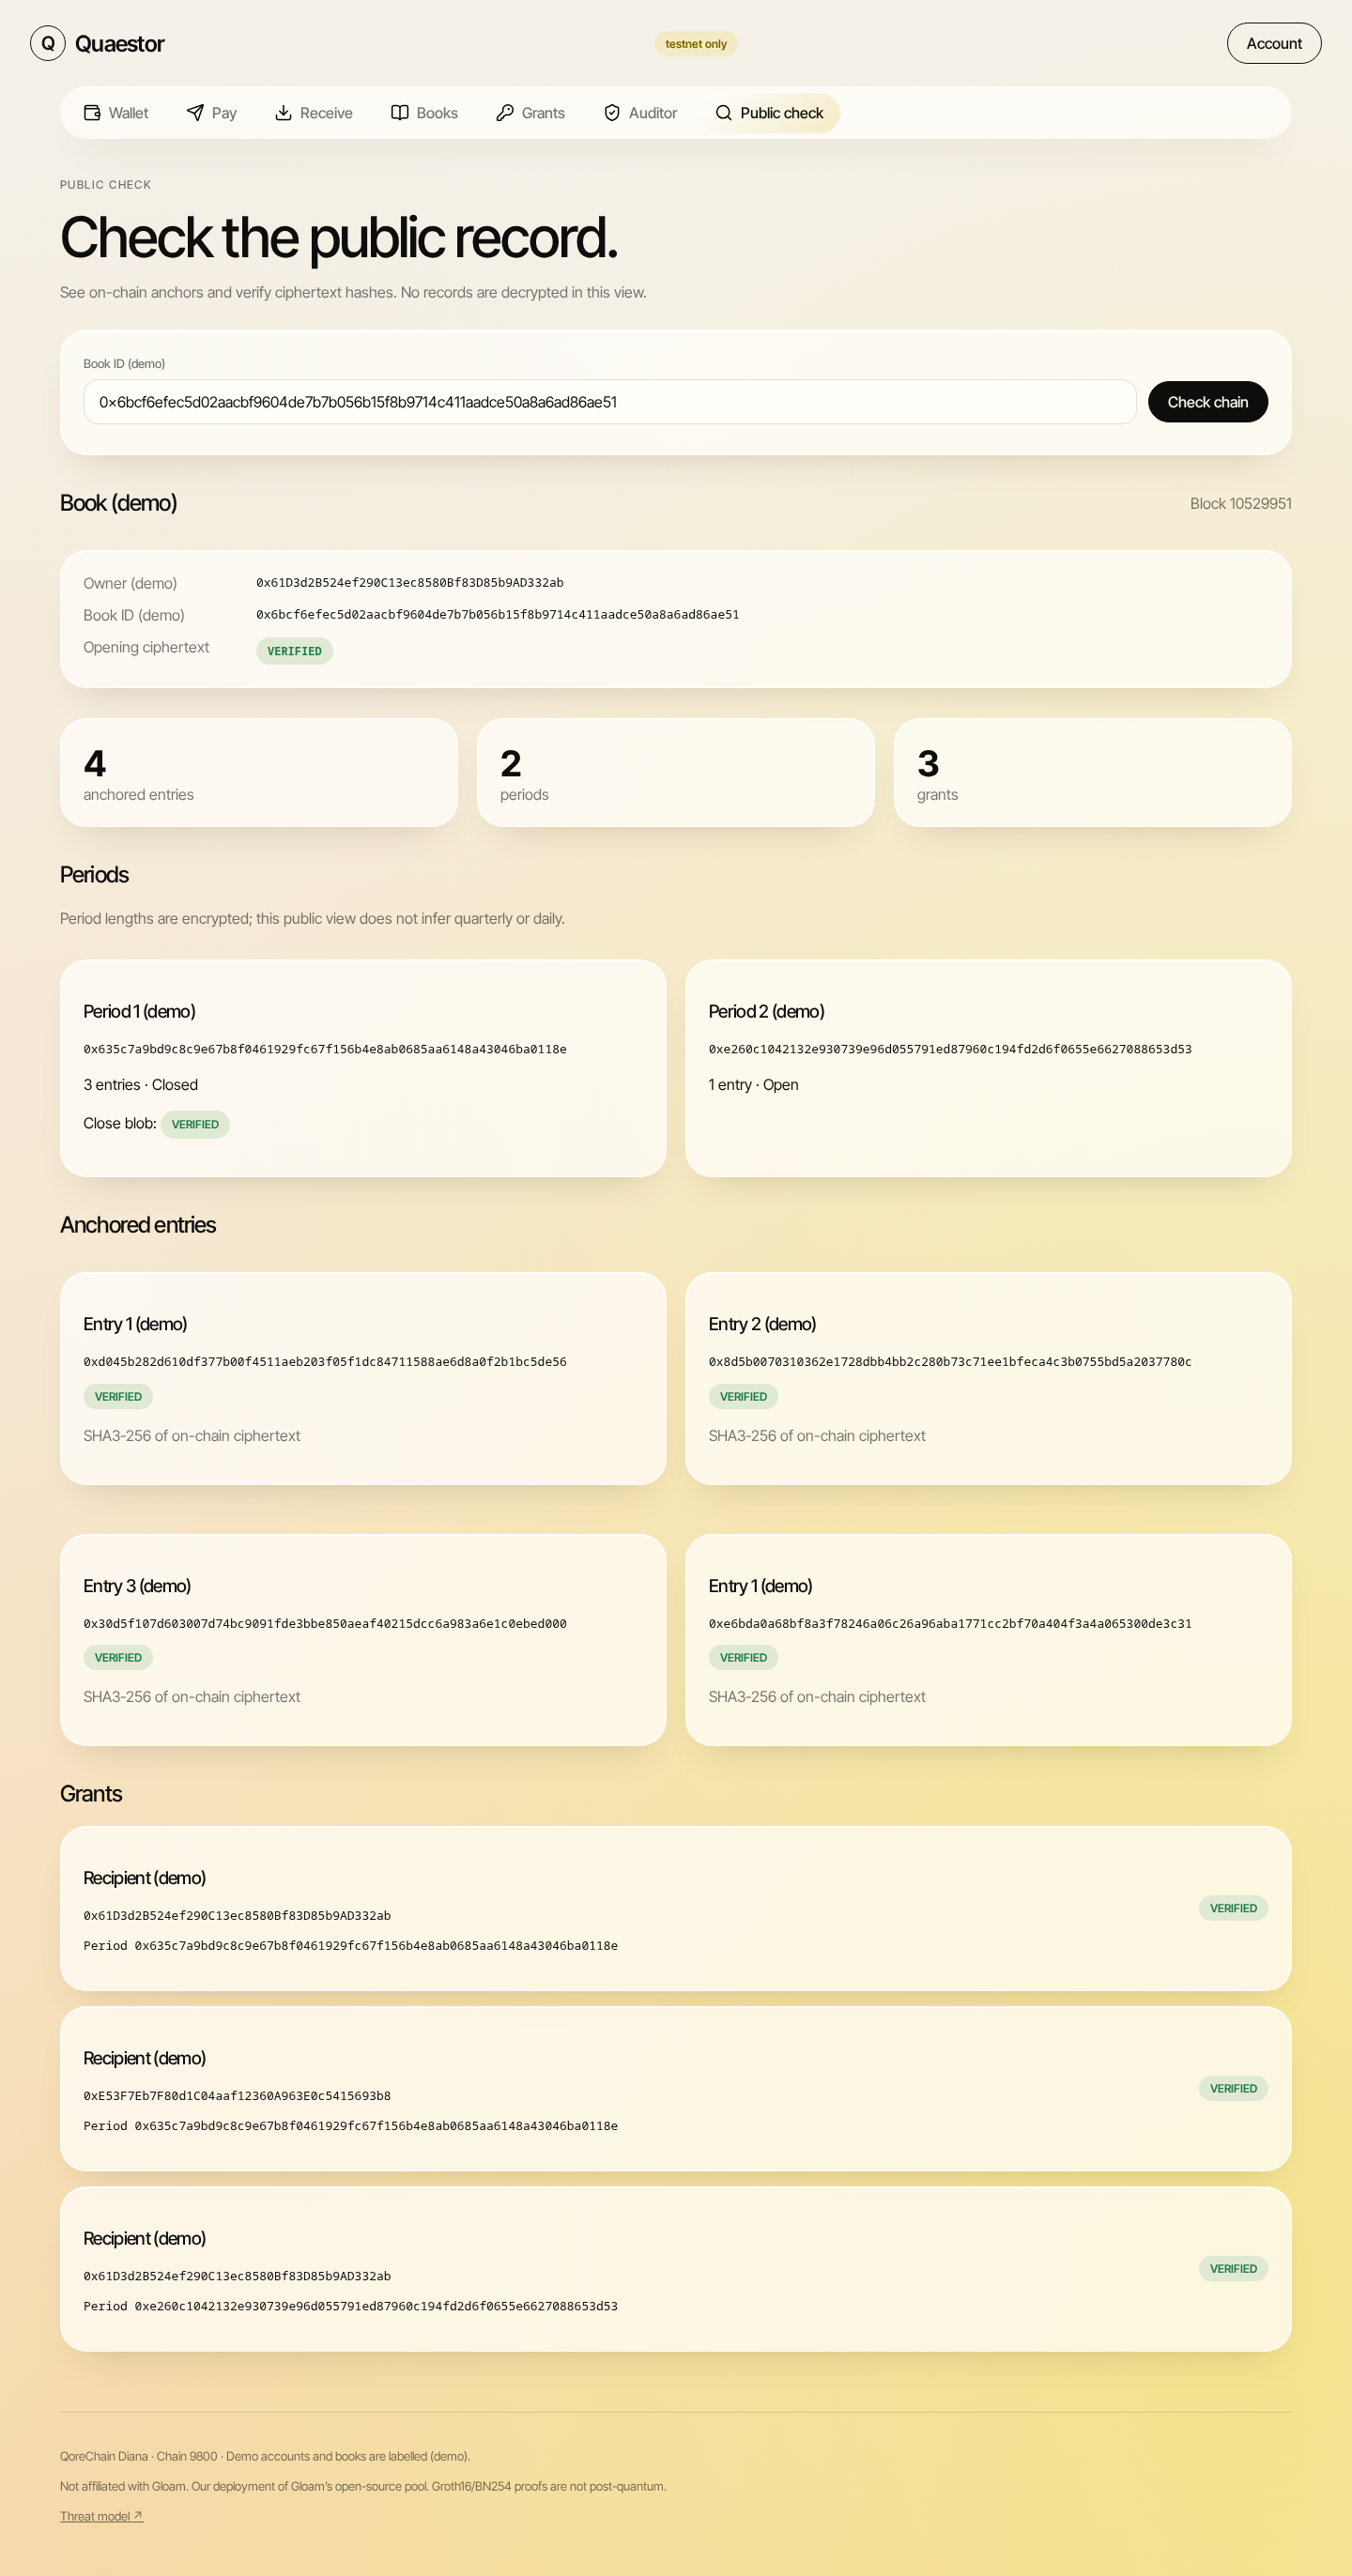 Q Quaestor
testnet only
Account
Wallet Pay Receive Books Grants Auditor Public check
PUBLIC CHECK
Check the public record.
See on-chain anchors and verify ciphertext hashes. No records are decrypted in this view.
Book ID (demo)
0×6bcf6efec5d02aacbf9604de7b7b056b15f8b9714c411aadce50a8a6ad86ae51
Check chain
Book (demo)
Block 10529951
Owner (demo) 0x61D3d2B524ef290C13ec8580Bf83D85b9AD332ab
Book ID (demo) 0x6bcf6efec5d02aacbf9604de7b7b056b15f8b9714c411aadce50a8a6ad86ae51
Opening ciphertext VERIFIED
4
anchored entries
2
periods
3
grants
Periods
Period lengths are encrypted; this public view does not infer quarterly or daily.
Period 1 (demo)
0x635c7a9bd9c8c9e67b8f0461929fc67f156b4e8ab0685aa6148a43046ba0118e
3 entries · Closed
Close blob: VERIFIED
Period 2 (demo)
0xe260c1042132e930739e96d055791ed87960c194fd2d6f0655e6627088653d53
1 entry · Open
Anchored entries
Entry 1 (demo)
0xd045b282d610df377b00f4511aeb203f05f1dc84711588ae6d8a0f2b1bc5de56
VERIFIED
SHA3-256 of on-chain ciphertext
Entry 2 (demo)
0x8d5b0070310362e1728dbb4bb2c280b73c71ee1bfeca4c3b0755bd5a2037780c
VERIFIED
SHA3-256 of on-chain ciphertext
Entry 3 (demo)
0x30d5f107d603007d74bc9091fde3bbe850aeaf40215dcc6a983a6e1c0ebed000
VERIFIED
SHA3-256 of on-chain ciphertext
Entry 1 (demo)
0xe6bda0a68bf8a3f78246a06c26a96aba1771cc2bf70a404f3a4a065300de3c31
VERIFIED
SHA3-256 of on-chain ciphertext
Grants
Recipient (demo)
0x61D3d2B524ef290C13ec8580Bf83D85b9AD332ab
Period 0x635c7a9bd9c8c9e67b8f0461929fc67f156b4e8ab0685aa6148a43046ba0118e
VERIFIED
Recipient (demo)
0xE53F7Eb7F80d1C04aaf12360A963E0c5415693b8
Period 0x635c7a9bd9c8c9e67b8f0461929fc67f156b4e8ab0685aa6148a43046ba0118e
VERIFIED
Recipient (demo)
0x61D3d2B524ef290C13ec8580Bf83D85b9AD332ab
Period 0xe260c1042132e930739e96d055791ed87960c194fd2d6f0655e6627088653d53
VERIFIED
QoreChain Diana · Chain 9800 · Demo accounts and books are labelled (demo).
Not affiliated with Gloam. Our deployment of Gloam’s open-source pool. Groth16/BN254 proofs are not post-quantum.
Threat model ↗